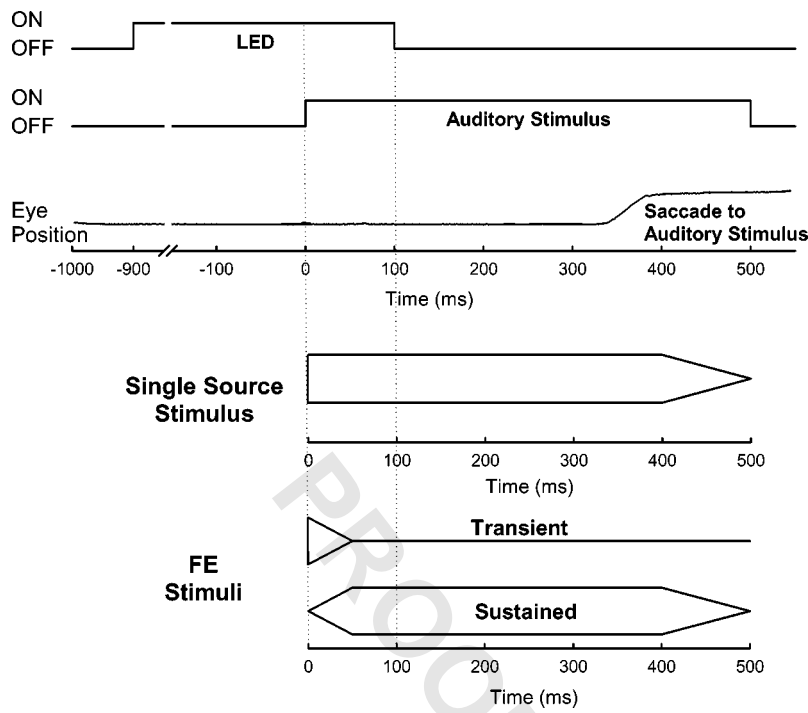 ON
OFF
LED
ON
OFF
Auditory Stimulus
Eye
Position
Saccade to
Auditory Stimulus
-1000 -900 -100 0 100 200 300 400 500
Time (ms)
Single Source
Stimulus
0 100 200 300 400 500
Time (ms)
FE
Stimuli
Transient
Sustained
0 100 200 300 400 500
Time (ms)
PROO